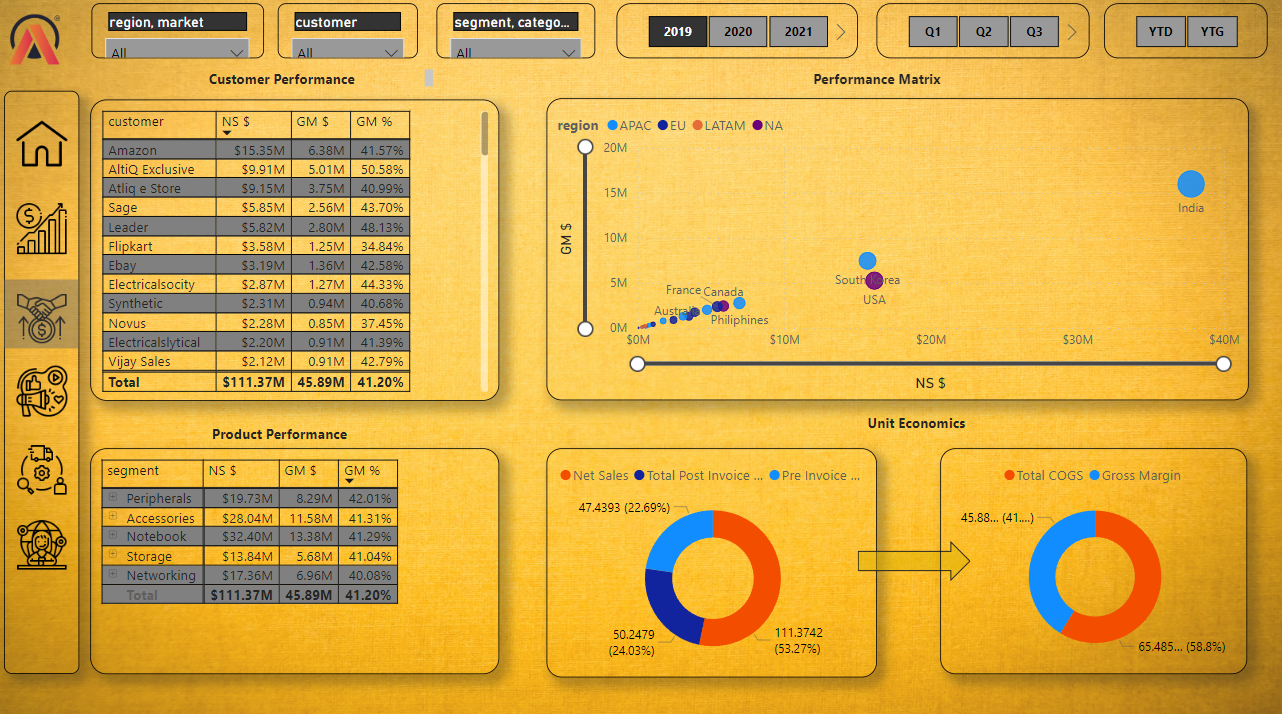 region, market
All
customer
All
segment, catego...
All
2019 2020 2021
Q1 Q2 Q3
YTD YTG
Customer Performance
customer NS $ GM $ GM %
Amazon $15.35M 6.38M 41.57%
AltiQ Exclusive $9.91M 5.01M 50.58%
Atliq e Store $9.15M 3.75M 40.99%
Sage $5.85M 2.56M 43.70%
Leader $5.82M 2.80M 48.13%
Flipkart $3.58M 1.25M 34.84%
Ebay $3.19M 1.36M 42.58%
Electricalsocity $2.87M 1.27M 44.33%
Synthetic $2.31M 0.94M 40.68%
Novus $2.28M 0.85M 37.45%
Electricalslytical $2.20M 0.91M 41.39%
Vijay Sales $2.12M 0.91M 42.79%
Total $111.37M 45.89M 41.20%
Performance Matrix
region APAC EU LATAM NA
20M
15M
10M
5M
0M
GM $
India
South Korea
USA
France Canada
Australia
Philiphines
$0M $10M $20M $30M $40M
NS $
Product Performance
segment NS $ GM $ GM %
Peripherals $19.73M 8.29M 42.01%
Accessories $28.04M 11.58M 41.31%
Notebook $32.40M 13.38M 41.29%
Storage $13.84M 5.68M 41.04%
Networking $17.36M 6.96M 40.08%
Total $111.37M 45.89M 41.20%
Unit Economics
Net Sales Total Post Invoice ... Pre Invoice ...
47.4393 (22.69%)
50.2479
(24.03%)
111.3742
(53.27%)
Total COGS Gross Margin
45.88... (41....)
65.485... (58.8%)